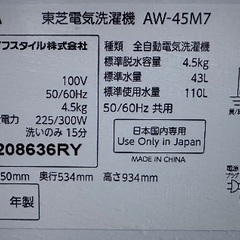 東芝電気洗濯機 AW-45M7
フスタイル株式会社
種類 全自動電気洗濯機
標準脱水容量 4.5kg
100V
標準水量 43L
50/60Hz
標準使用水量 110L
4.5kg
50/60Hz 共用
電力 225/300W
洗いのみ 15分
日本国内専用
Use Only in Japan
208636RY
MADE IN CHINA
50mm 奥行534mm 高さ934mm
年製